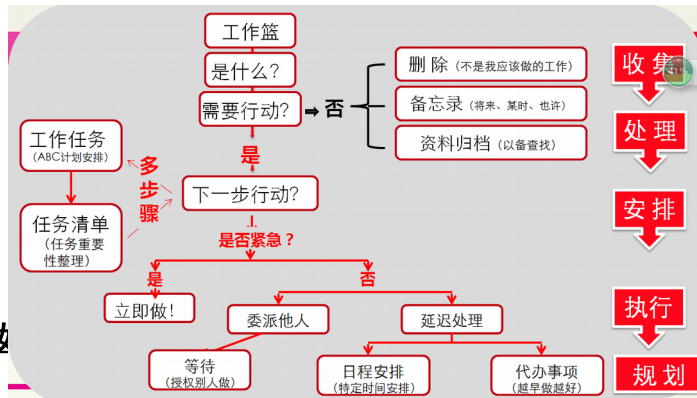 工作篮
是什么？
需要行动？
否
删除（不是我应该做的工作）
备忘录（将来、某时、也许）
资料归档（以备查找）
收集
处理
安排
执行
规划
工作任务
（ABC计划安排）
任务清单
（任务重要
性整理）
多步骤
是
下一步行动？
是否紧急？
是
否
立即做！
委派他人
延迟处理
等待
（授权别人做）
日程安排
（特定时间安排）
代办事项
（越早做越好）